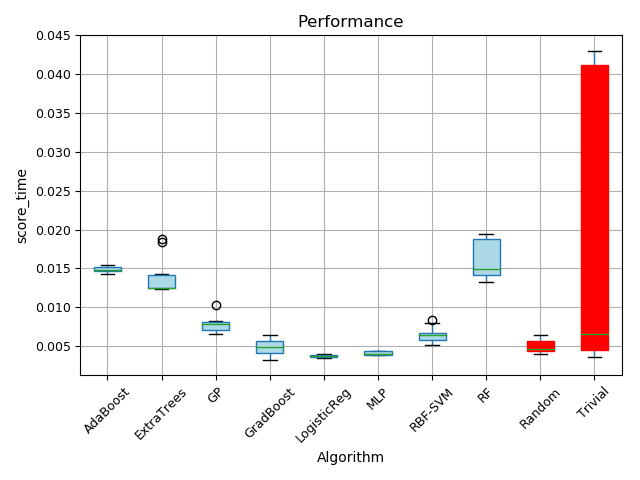 Performance
score_time
0.045
0.040
0.035
0.030
0.025
0.020
0.015
0.010
0.005
AdaBoost
ExtraTrees
GP
GradBoost
LogisticReg
MLP
RBF-SVM
RF
Random
Trivial
Algorithm